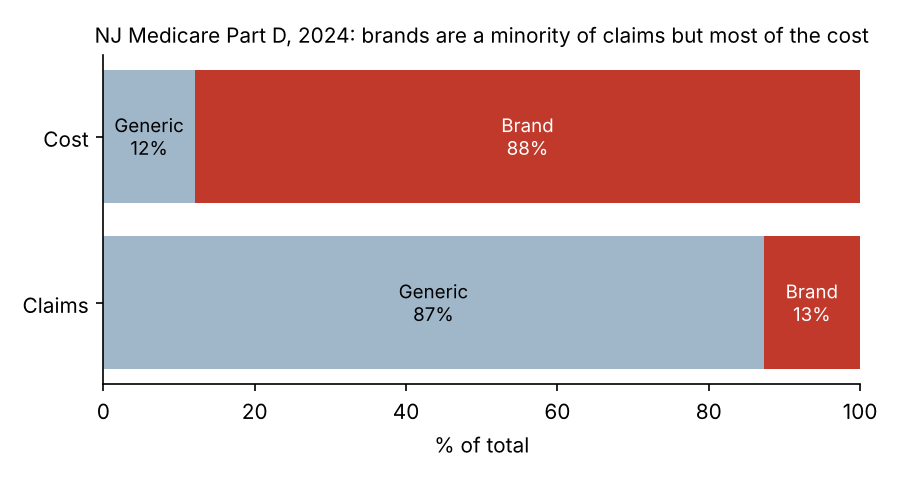 NJ Medicare Part D, 2024: brands are a minority of claims but most of the cost
Cost
Generic
12%
Brand
88%
Claims
Generic
87%
Brand
13%
0 20 40 60 80 100
% of total